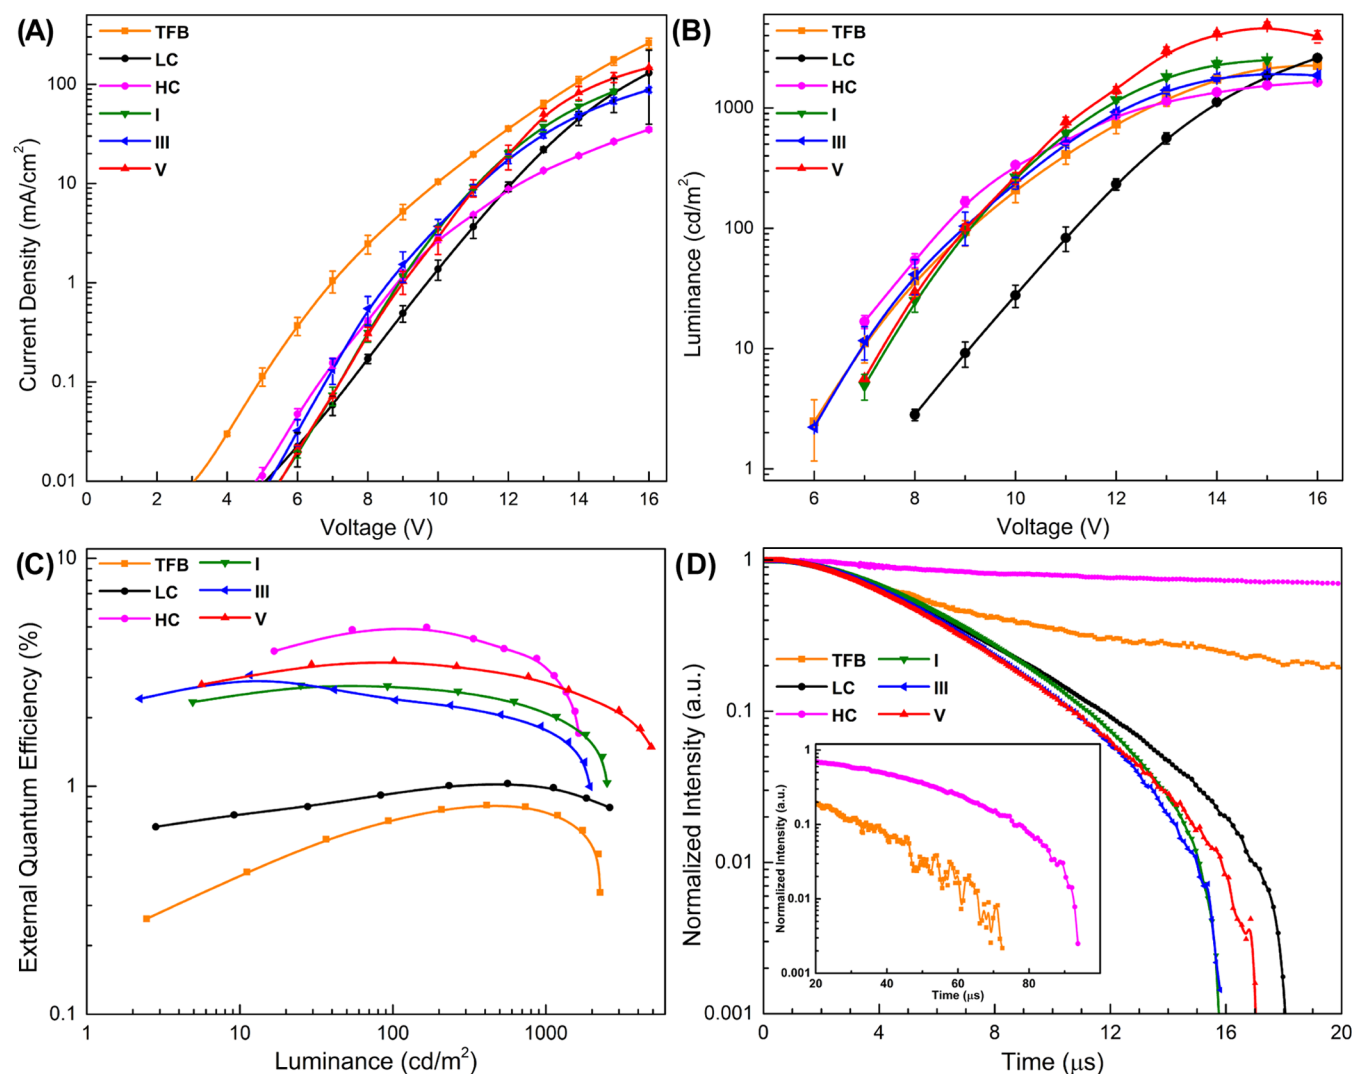 (A)
TFB
LC
HC
I
III
V
100
10
1
0.1
0.01
0 2 4 6 8 10 12 14 16
Current Density (mA/cm²)
Voltage (V)
(B)
TFB
LC
HC
I
III
V
1000
100
10
1
6 8 10 12 14 16
Luminance (cd/m²)
Voltage (V)
(C)
TFB I
LC III
HC V
10
1
0.1
1 10 100 1000
External Quantum Efficiency (%)
Luminance (cd/m²)
(D)
TFB I
LC III
HC V
1
0.1
0.01
0.001
0 4 8 12 16 20
Normalized Intensity (a.u.)
Time (μs)
1
0.1
0.01
0.001
20 40 60 80
Normalized Intensity (a.u.)
Time (μs)